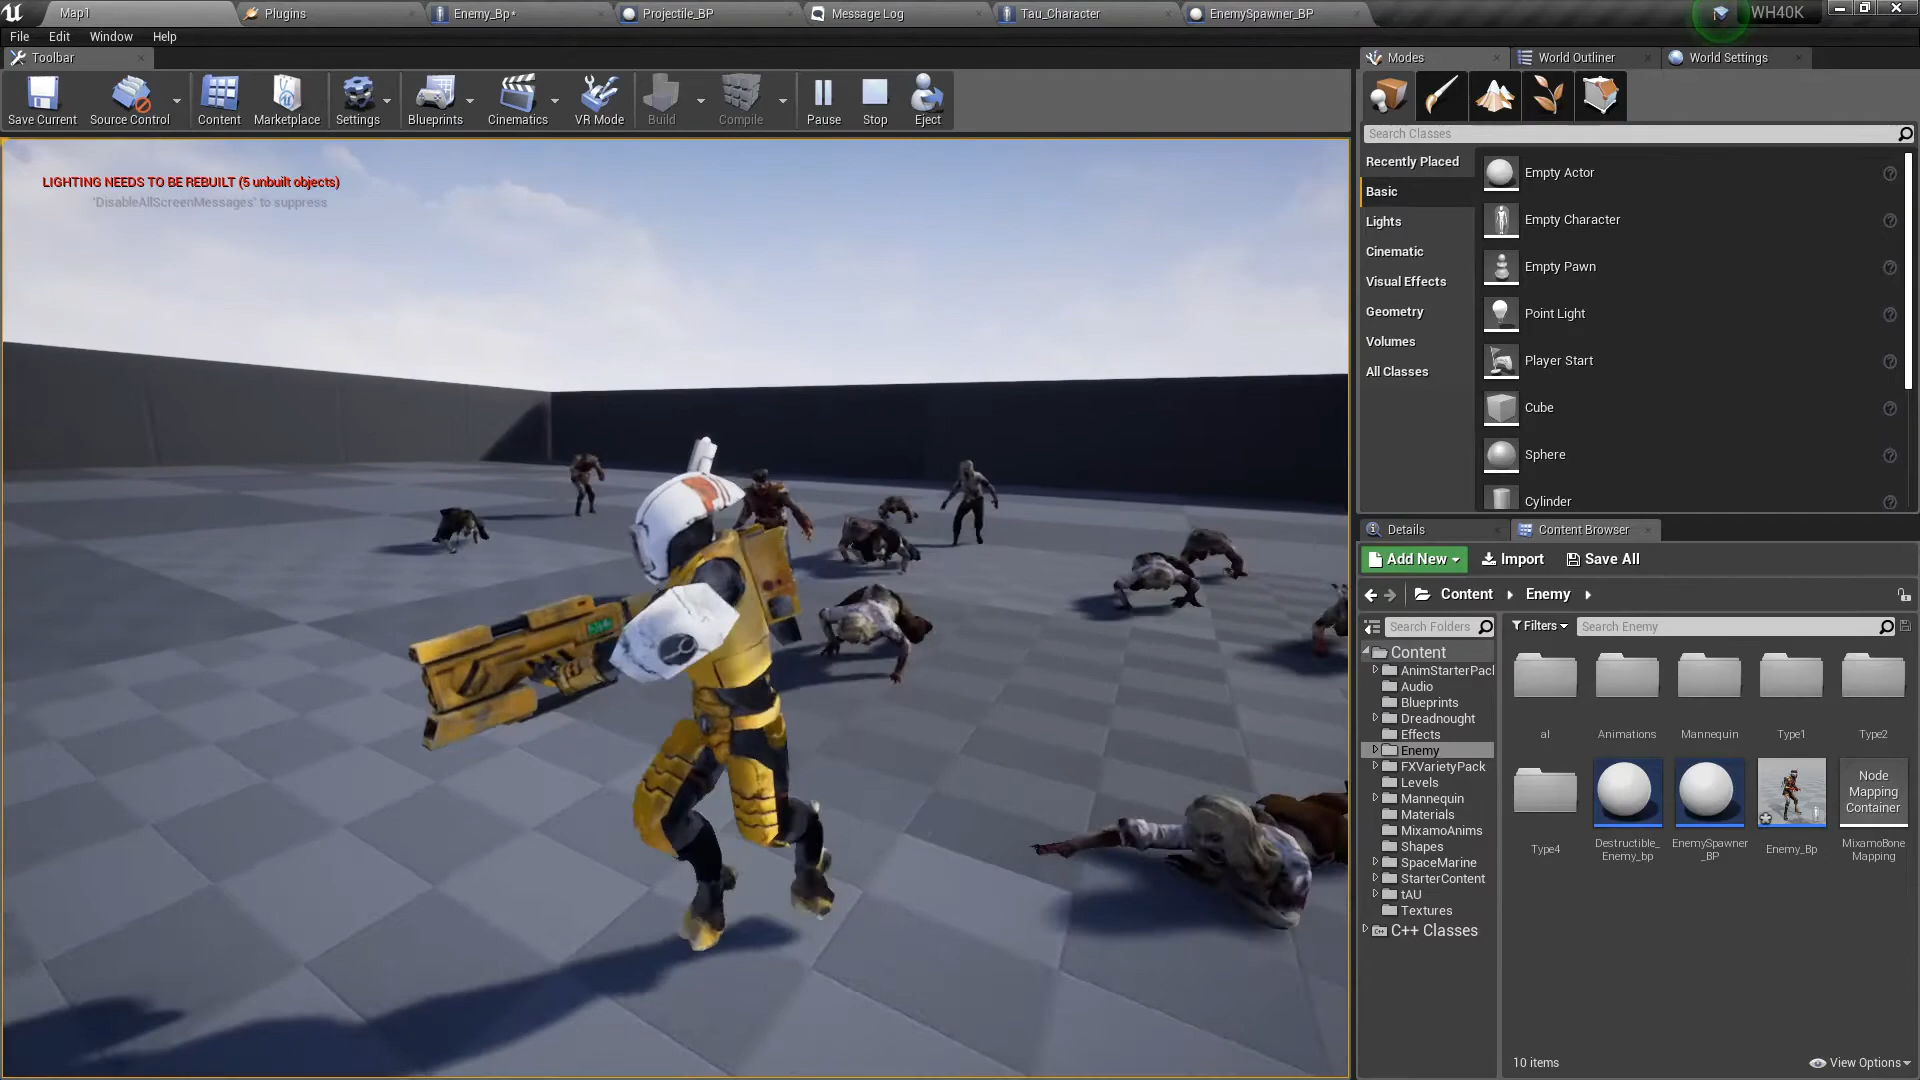 Map1
Plugins
Enemy_Bp*
Projectile_BP
Message Log
Tau_Character
EnemySpawner_BP
WH40K
File
Edit
Window
Help
Toolbar
Save Current
Source Control
Content
Marketplace
Settings
Blueprints
Cinematics
VR Mode
Build
Compile
Pause
Stop
Eject
LIGHTING NEEDS TO BE REBUILT (5 unbuilt objects)
'DisableAllScreenMessages' to suppress
Modes
World Outliner
World Settings
Search Classes
Recently Placed
Basic
Lights
Cinematic
Visual Effects
Geometry
Volumes
All Classes
Empty Actor
Empty Character
Empty Pawn
Point Light
Player Start
Cube
Sphere
Cylinder
Details
Content Browser
Add New
Import
Save All
Content
Enemy
Search Folders
Filters
Search Enemy
Content
AnimStarterPack
Audio
Blueprints
Dreadnought
Effects
Enemy
FXVarietyPack
Levels
Mannequin
Materials
MixamoAnims
Shapes
SpaceMarine
StarterContent
tAU
Textures
C++ Classes
aI
Animations
Mannequin
Type1
Type2
Type4
Destructible_
Enemy_bp
EnemySpawner
_BP
Enemy_Bp
Node
Mapping
Container
MixamoBone
Mapping
10 items
View Options